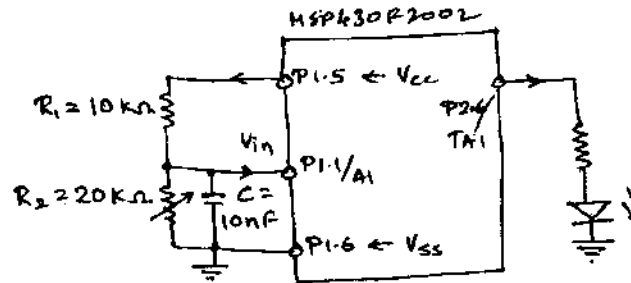 MSP430F2002
P1.5 ← Vcc
R1 = 10 KΩ
P2.6
TA1
Vin
P1.1/A1
R2 = 20 KΩ
C =
10nF
P1.6 ← Vss